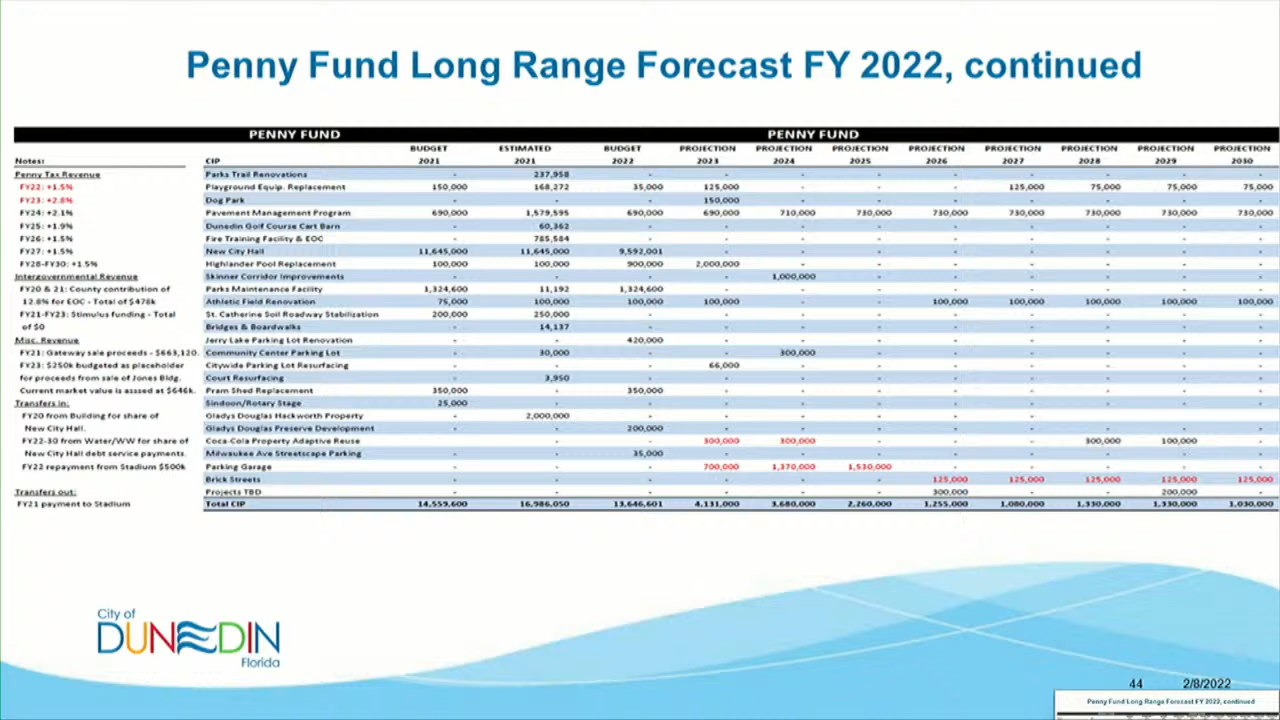 Penny Fund Long Range Forecast FY 2022, continued
PENNY FUND PENNY FUND
BUDGET ESTIMATED BUDGET PROJECTION PROJECTION PROJECTION PROJECTION PROJECTION PROJECTION PROJECTION PROJECTION
Notes: CIP 2021 2021 2022 2023 2024 2025 2026 2027 2028 2029 2030
Penny Tax Revenue Parks Trail Renovations - 237,958 - - - - - - - - -
FY22: +1.5% Playground Equip. Replacement 150,000 168,272 35,000 125,000 - - - 125,000 75,000 75,000 75,000
FY23: +2.8% Dog Park - - - 150,000 - - - - - - -
FY24: +2.1% Pavement Management Program 690,000 1,579,595 690,000 690,000 710,000 730,000 730,000 730,000 730,000 730,000 730,000
FY25: +1.9% Dunedin Golf Course Cart Barn - 60,362 - - - - - - - - -
FY26: +1.5% Fire Training Facility & EOC - 785,584 - - - - - - - - -
FY27: +1.5% New City Hall 11,645,000 11,645,000 9,592,001 - - - - - - - -
FY28-FY30: +1.5% Highlander Pool Replacement 100,000 100,000 900,000 2,000,000 - - - - - - -
Intergovernmental Revenue Skinner Corridor Improvements - - - - 1,000,000 - - - - - -
FY20 & 21: County contribution of Parks Maintenance Facility 1,324,600 11,192 1,324,600 - - - - - - - -
12.8% for EOC - Total of $478k Athletic Field Renovation 75,000 100,000 100,000 100,000 - - 100,000 100,000 100,000 100,000 100,000
FY21-FY23: Stimulus funding - Total St. Catherine Soil Roadway Stabilization 200,000 250,000 - - - - - - - - -
of $0 Bridges & Boardwalks - 14,137 - - - - - - - - -
Misc. Revenue Jerry Lake Parking Lot Renovation - - 420,000 - - - - - - - -
FY21: Gateway sale proceeds - $663,120. Community Center Parking Lot - 30,000 - - 300,000 - - - - - -
FY23: $250k budgeted as placeholder Citywide Parking Lot Resurfacing - - - 66,000 - - - - - - -
for proceeds from sale of Jones Bldg. Court Resurfacing - 3,950 - - - - - - - - -
Current market value is asssed at $646k. Pram Shed Replacement 350,000 - 350,000 - - - - - - - -
Transfers in: Sindoon/Rotary Stage 25,000 - - - - - - - - - -
FY20 from Building for share of Gladys Douglas Hackworth Property - 2,000,000 - - - - - - - - -
New City Hall. Gladys Douglas Preserve Development - - 200,000 - - - - - - - -
FY22-30 from Water/WW for share of Coca-Cola Property Adaptive Reuse - - - 300,000 300,000 - - - 300,000 100,000 -
New City Hall debt service payments. Milwaukee Ave Streetscape Parking - - 35,000 - - - - - - - -
FY22 repayment from Stadium $500k Parking Garage - - - 700,000 1,370,000 1,530,000 - - - - -
Brick Streets - - - - - - 125,000 125,000 125,000 125,000 125,000
Transfers out: Projects TBD - - - - - - 300,000 - - 200,000 -
FY21 payment to Stadium Total CIP 14,559,600 16,986,050 13,646,601 4,131,000 3,680,000 2,260,000 1,255,000 1,080,000 1,330,000 1,330,000 1,030,000
City of
DUNEDIN
Florida
44 2/8/2022
Penny Fund Long Range Forecast FY 2022, continued